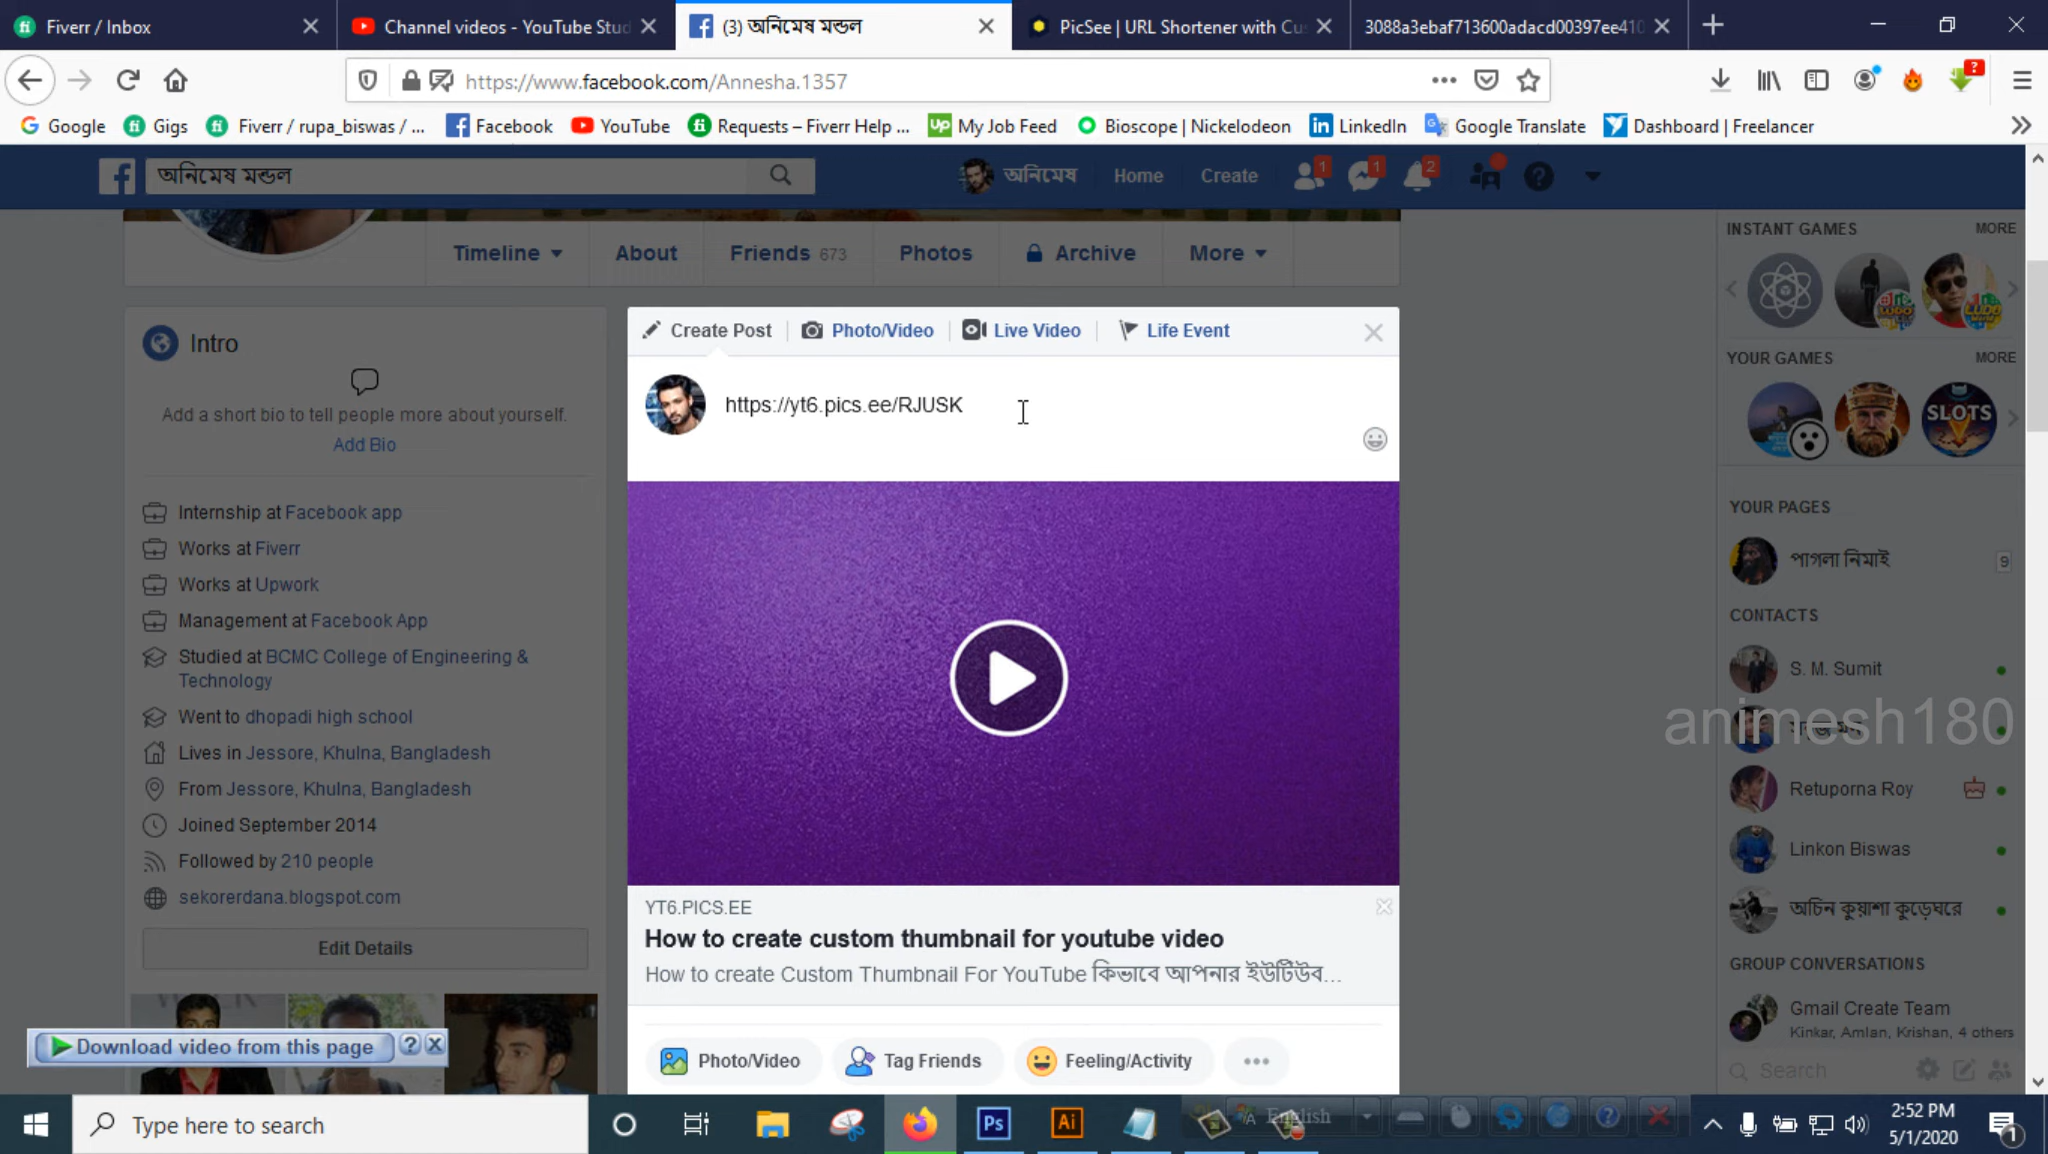 Fiverr / Inbox
Channel videos - YouTube Stud
(3) অনিমেষ মন্ডল
PicSee | URL Shortener with Cu
3088a3ebaf713600adacd00397ee410
https://www.facebook.com/Annesha.1357
Google
Gigs
Fiverr / rupa_biswas / ...
Facebook
YouTube
Requests – Fiverr Help ...
My Job Feed
Bioscope | Nickelodeon
LinkedIn
Google Translate
Dashboard | Freelancer
অনিমেষ মন্ডল
অনিমেষ
Home
Create
1
1
2
Timeline
About
Friends 673
Photos
Archive
More
Intro
Add a short bio to tell people more about yourself.
Add Bio
Internship at Facebook app
Works at Fiverr
Works at Upwork
Management at Facebook App
Studied at BCMC College of Engineering &
Technology
Went to dhopadi high school
Lives in Jessore, Khulna, Bangladesh
From Jessore, Khulna, Bangladesh
Joined September 2014
Followed by 210 people
sekorerdana.blogspot.com
Edit Details
Download video from this page
Create Post
Photo/Video
Live Video
Life Event
https://yt6.pics.ee/RJUSK
YT6.PICS.EE
How to create custom thumbnail for youtube video
How to create Custom Thumbnail For YouTube কিভাবে আপনার ইউটিউব...
Photo/Video
Tag Friends
Feeling/Activity
INSTANT GAMES
MORE
YOUR GAMES
MORE
SLOTS
YOUR PAGES
পাগলা নিমাই
9
CONTACTS
S. M. Sumit
animesh180
Retuporna Roy
Linkon Biswas
অচিন কুয়াশা কুড়েঘরে
GROUP CONVERSATIONS
Gmail Create Team
Kinkar, Amlan, Krishan, 4 others
Search
Type here to search
Ps
Ai
English
2:52 PM
5/1/2020
1